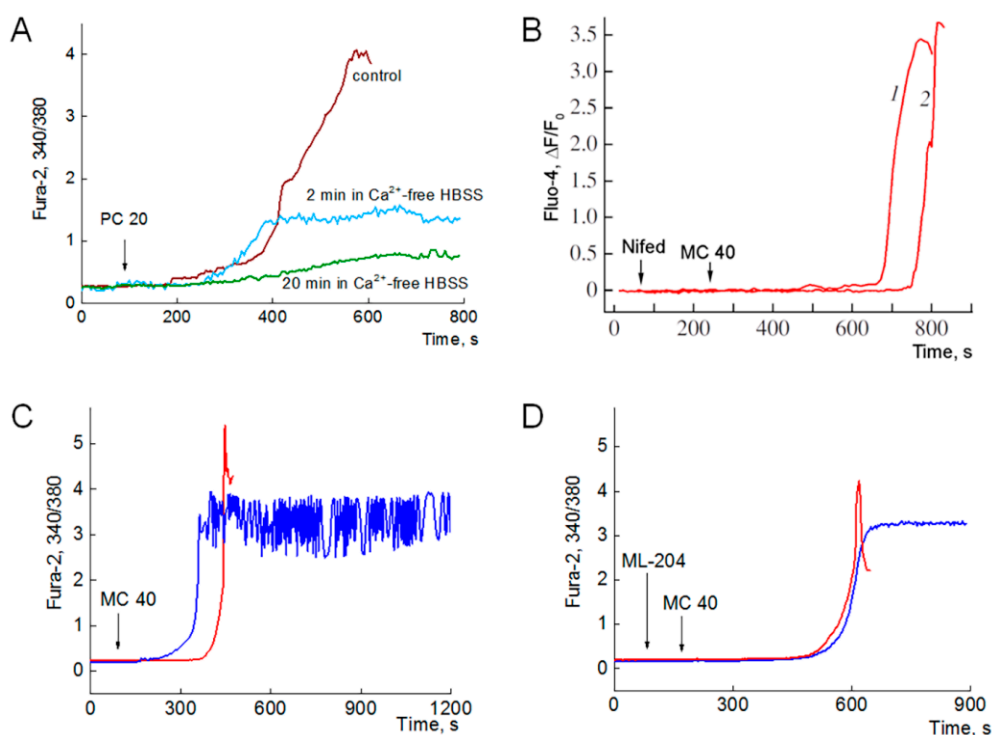 A
Fura-2, 340/380
4
3
2
1
0
control
2 min in Ca²⁺-free HBSS
PC 20
20 min in Ca²⁺-free HBSS
0 200 400 600 800
Time, s
B
Fluo-4, ΔF/F₀
3.5
3.0
2.5
2.0
1.5
1.0
0.5
0
1
2
Nifed
MC 40
0 200 400 600 800
Time, s
C
Fura-2, 340/380
5
4
3
2
1
0
MC 40
0 300 600 900 1200
Time, s
D
Fura-2, 340/380
5
4
3
2
1
0
ML-204
MC 40
0 300 600 900
Time, s